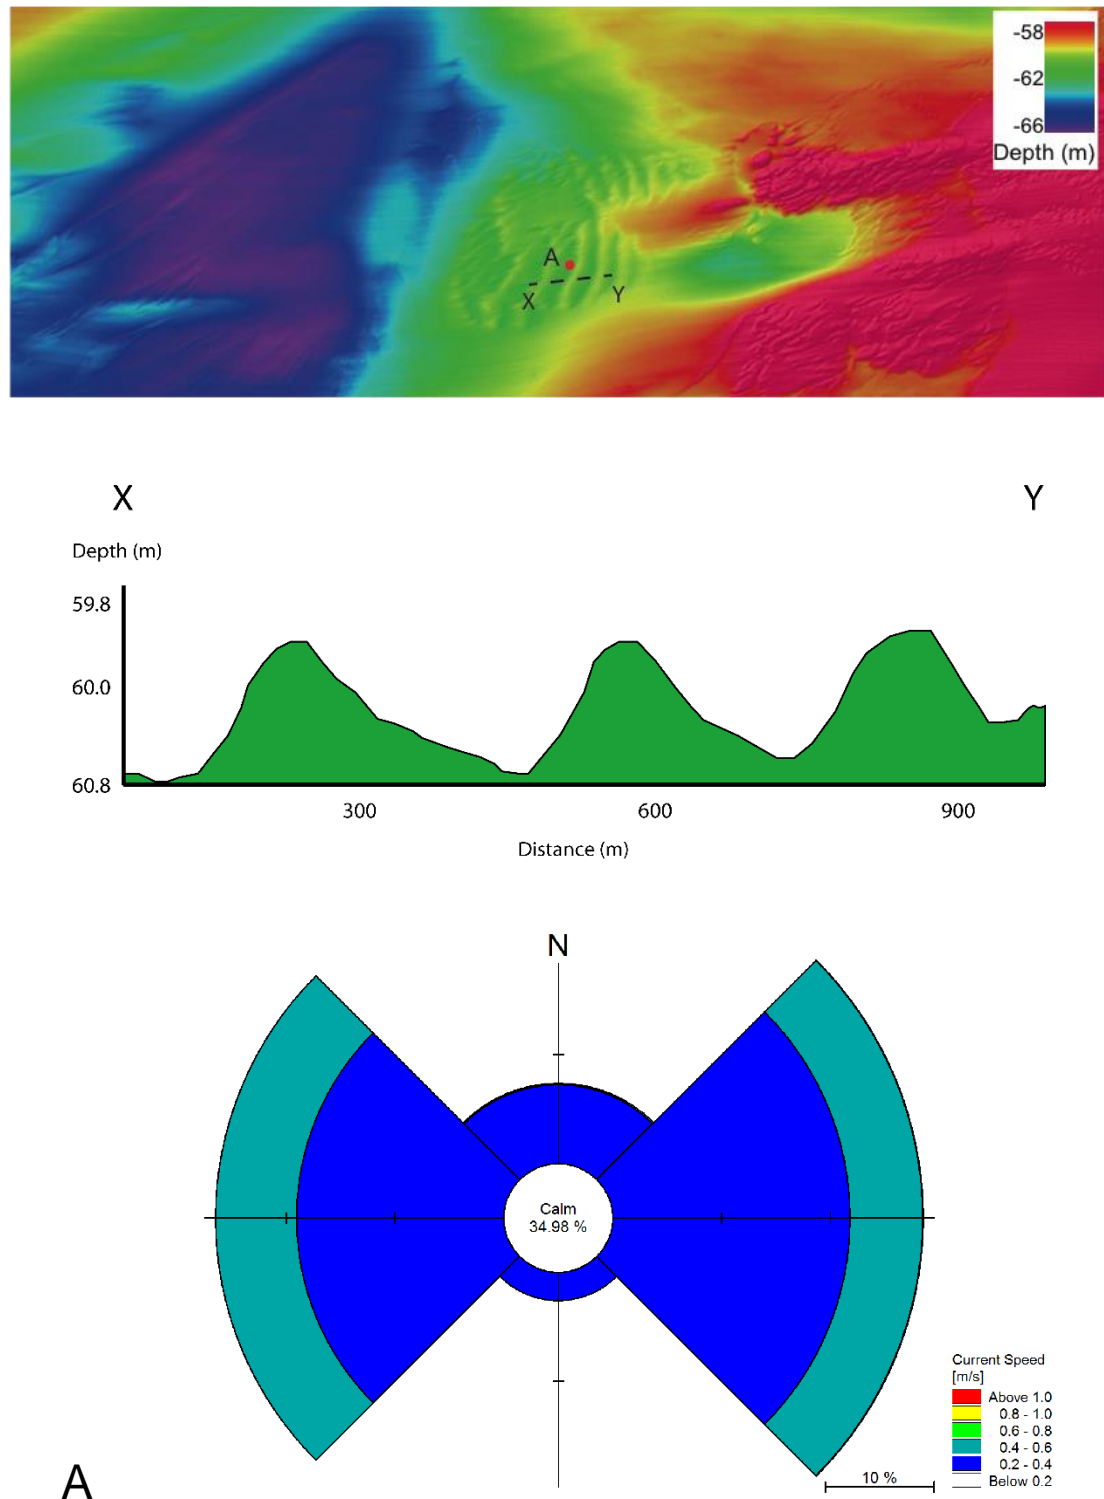 -58
-62
-66
Depth (m)
A
X
Y
X
Y
Depth (m)
59.8
60.0
60.8
300
600
900
Distance (m)
N
Calm
34.98 %
Current Speed
[m/s]
Above 1.0
0.8 - 1.0
0.6 - 0.8
0.4 - 0.6
0.2 - 0.4
Below 0.2
10 %
A